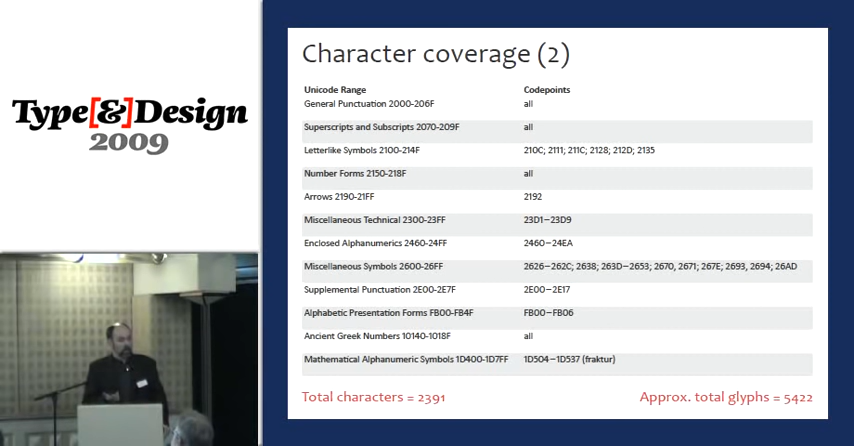 Type[&]Design
2009
Character coverage (2)
Unicode Range Codepoints
General Punctuation 2000-206F all
Superscripts and Subscripts 2070-209F all
Letterlike Symbols 2100-214F 210C; 2111; 211C; 2128; 212D; 2135
Number Forms 2150-218F all
Arrows 2190-21FF 2192
Miscellaneous Technical 2300-23FF 23D1–23D9
Enclosed Alphanumerics 2460-24FF 2460–24EA
Miscellaneous Symbols 2600-26FF 2626–262C; 2638; 263D–2653; 2670, 2671; 267E; 2693, 2694; 26AD
Supplemental Punctuation 2E00-2E7F 2E00–2E17
Alphabetic Presentation Forms FB00-FB4F FB00–FB06
Ancient Greek Numbers 10140-1018F all
Mathematical Alphanumeric Symbols 1D400-1D7FF 1D504–1D537 (fraktur)
Total characters = 2391 Approx. total glyphs = 5422